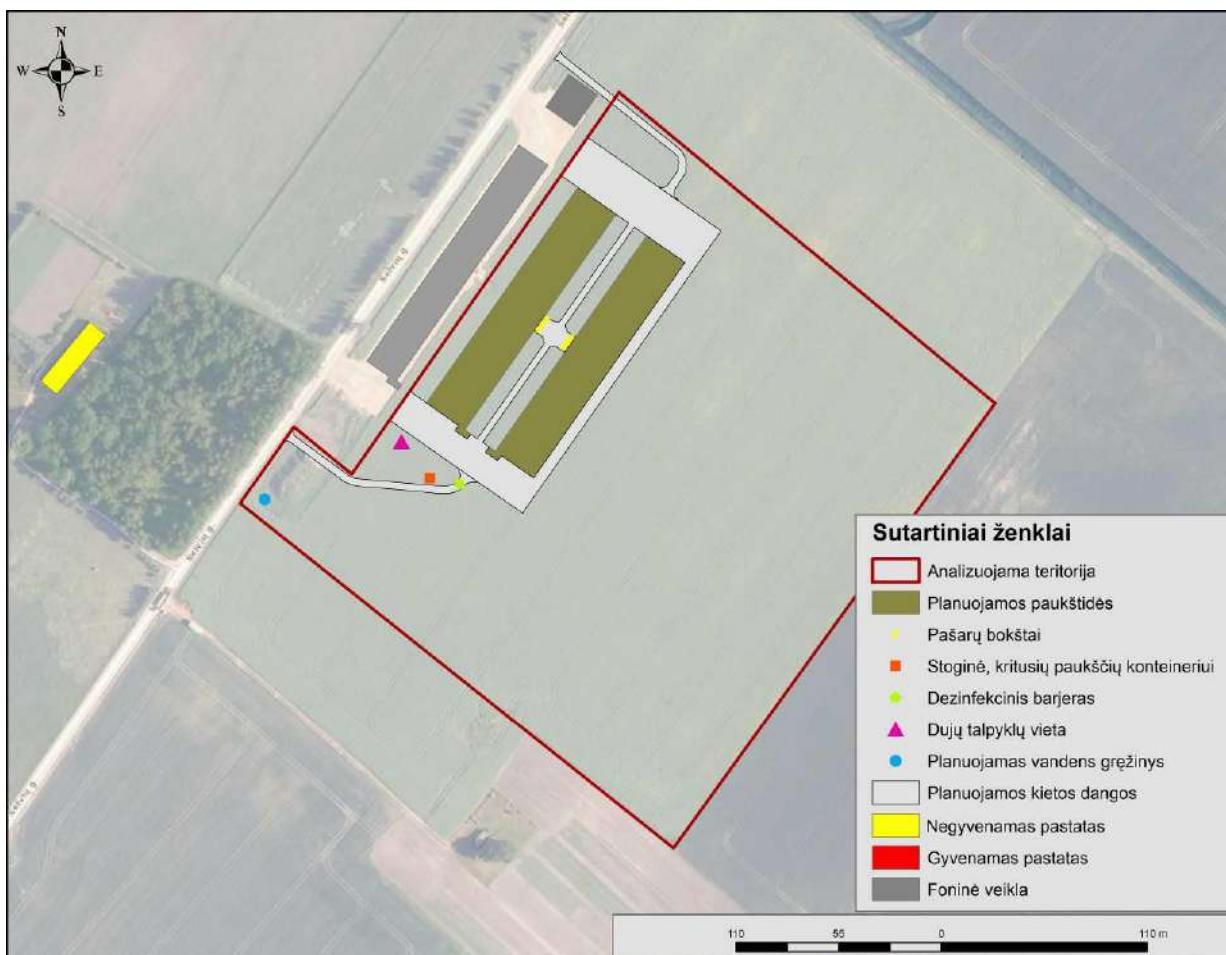 N
W E
S
Sutartiniai ženklai
Analizuojama teritorija
Planuojamos paukštidės
Pašarų bokštai
Stoginė, kritusių paukščių konteineriui
Dezinfekcinis barjeras
Dujų talpyklų vieta
Planuojamas vandens gręžinys
Planuojamos kietos dangos
Negyvenamas pastatas
Gyvenamas pastatas
Foninė veikla
110 55 0 110 m